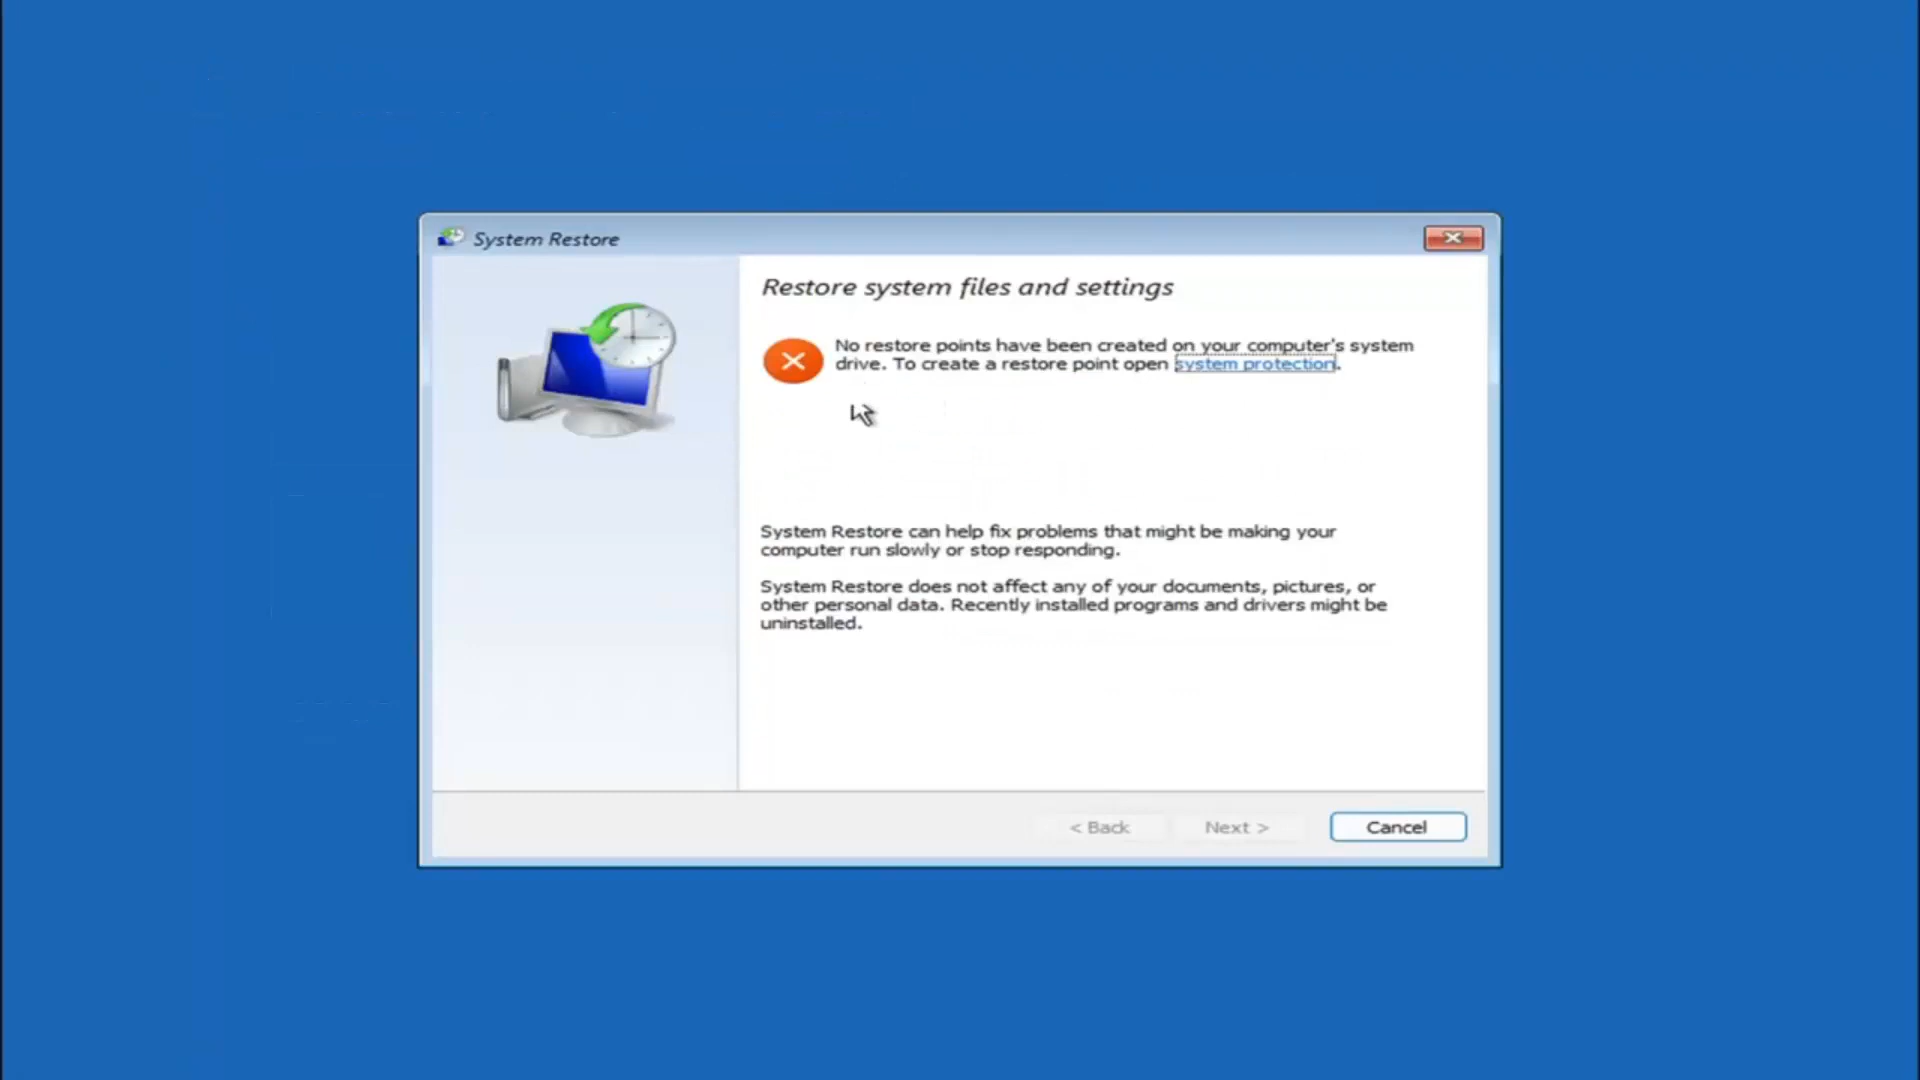 System Restore
Restore system files and settings
No restore points have been created on your computer's system
drive. To create a restore point open system protection.
System Restore can help fix problems that might be making your
computer run slowly or stop responding.
System Restore does not affect any of your documents, pictures, or
other personal data. Recently installed programs and drivers might be
uninstalled.
< Back Next > Cancel